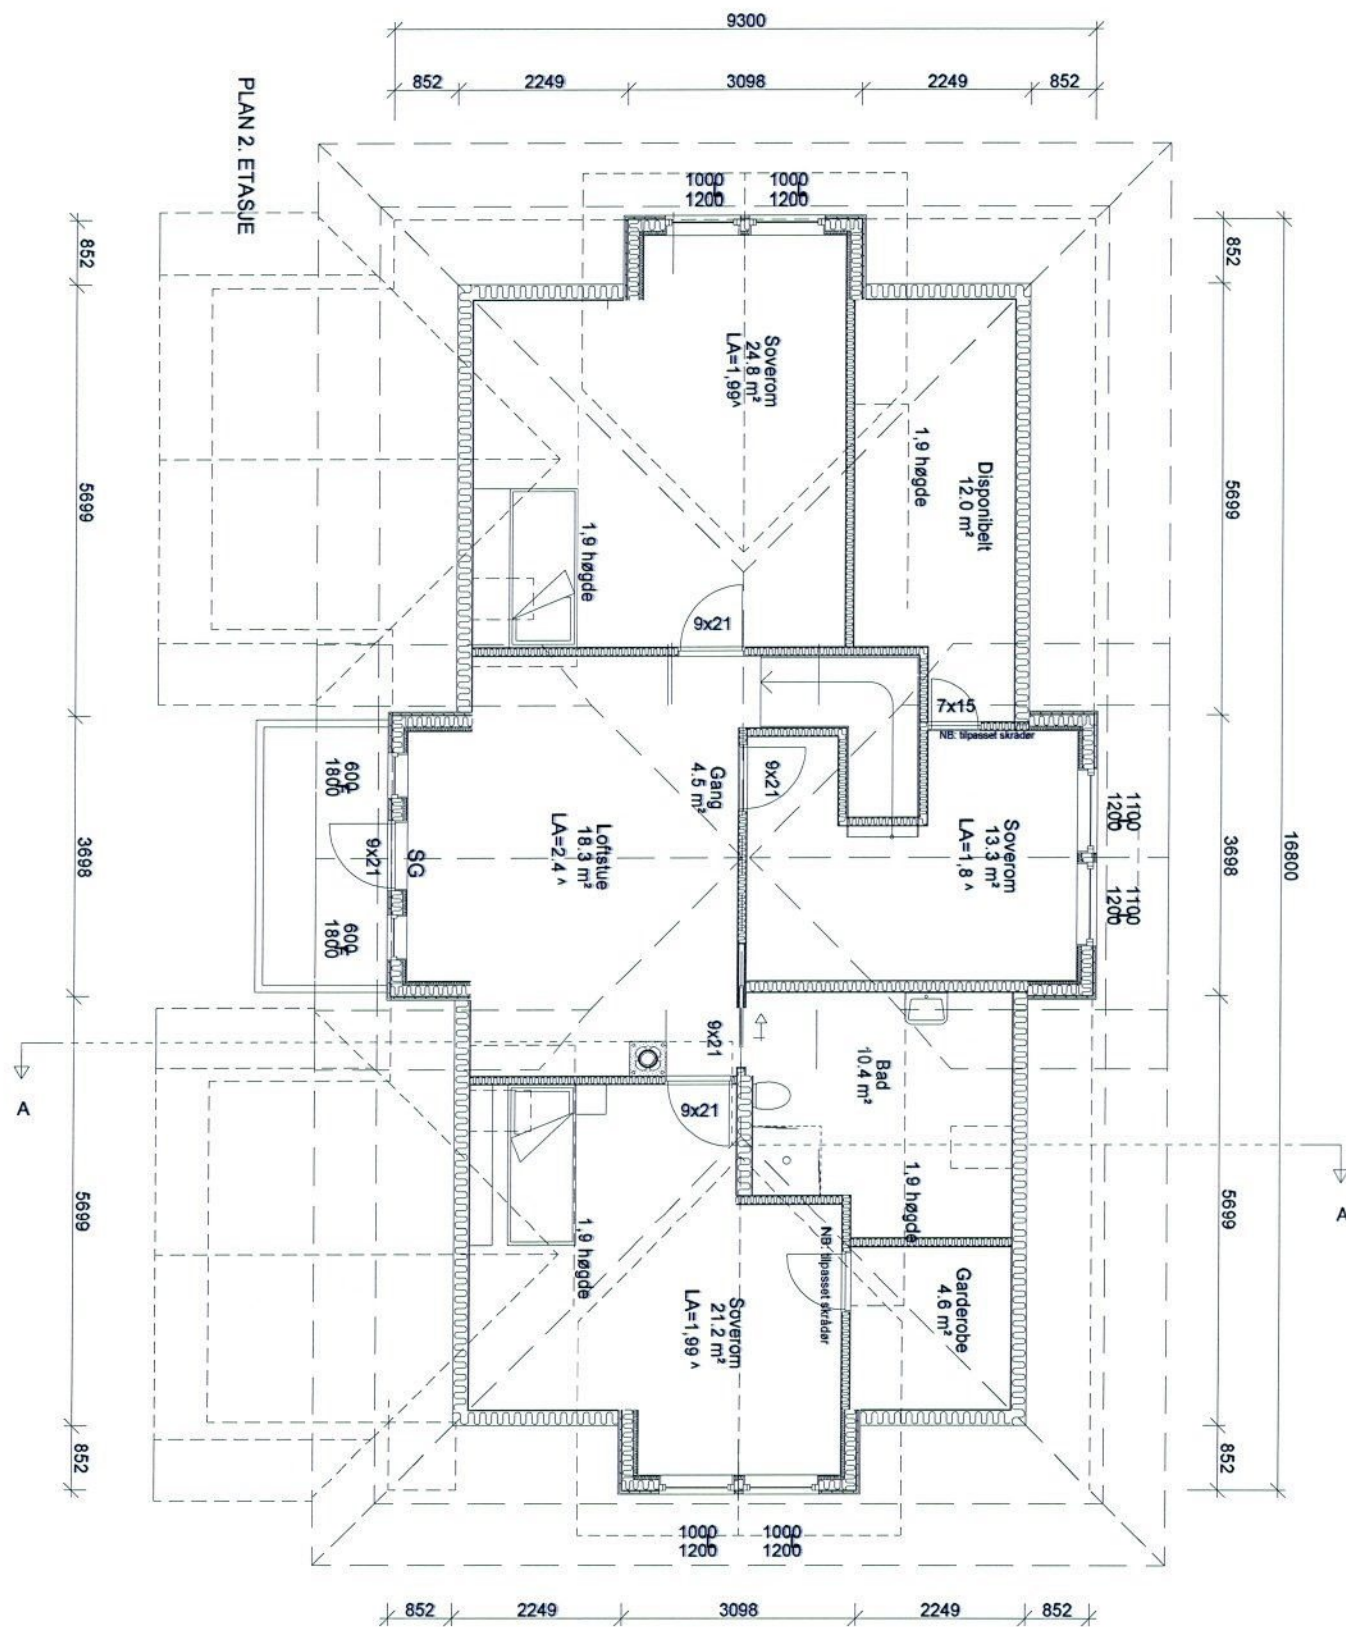 9300
852
2249
3098
2249
852
PLAN 2. ETASJE
1000
1200
1000
1200
852
5699
3698
5699
852
852
5699
3698
5699
852
16800
Soverom
24.8 m²
LA=1,99^
1,9 høgde
Disponibelt
12.0 m²
1,9 høgde
9x21
7x15
NB: tilpasset skrådør
Gang
4.5 m²
9x21
Soverom
13.3 m²
LA=1,8 ^
1100
1200
1100
1200
600
1800
9x21
SG
600
1800
Loftstue
18.3 m²
LA=2.4 ^
9x21
Bad
10.4 m²
1,9 høgde
A
A
9x21
1,9 høgde
Soverom
21.2 m²
LA=1,99 ^
NB: tilpasset skrådør
Garderobe
4.6 m²
1000
1200
1000
1200
852
2249
3098
2249
852